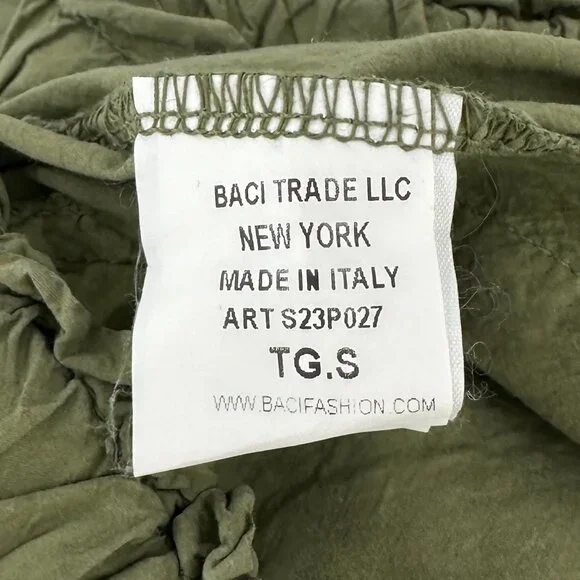 BACI TRADE LLC
NEW YORK
MADE IN ITALY
ART S23P027
TG.S
WWW.BACIFASHION.COM